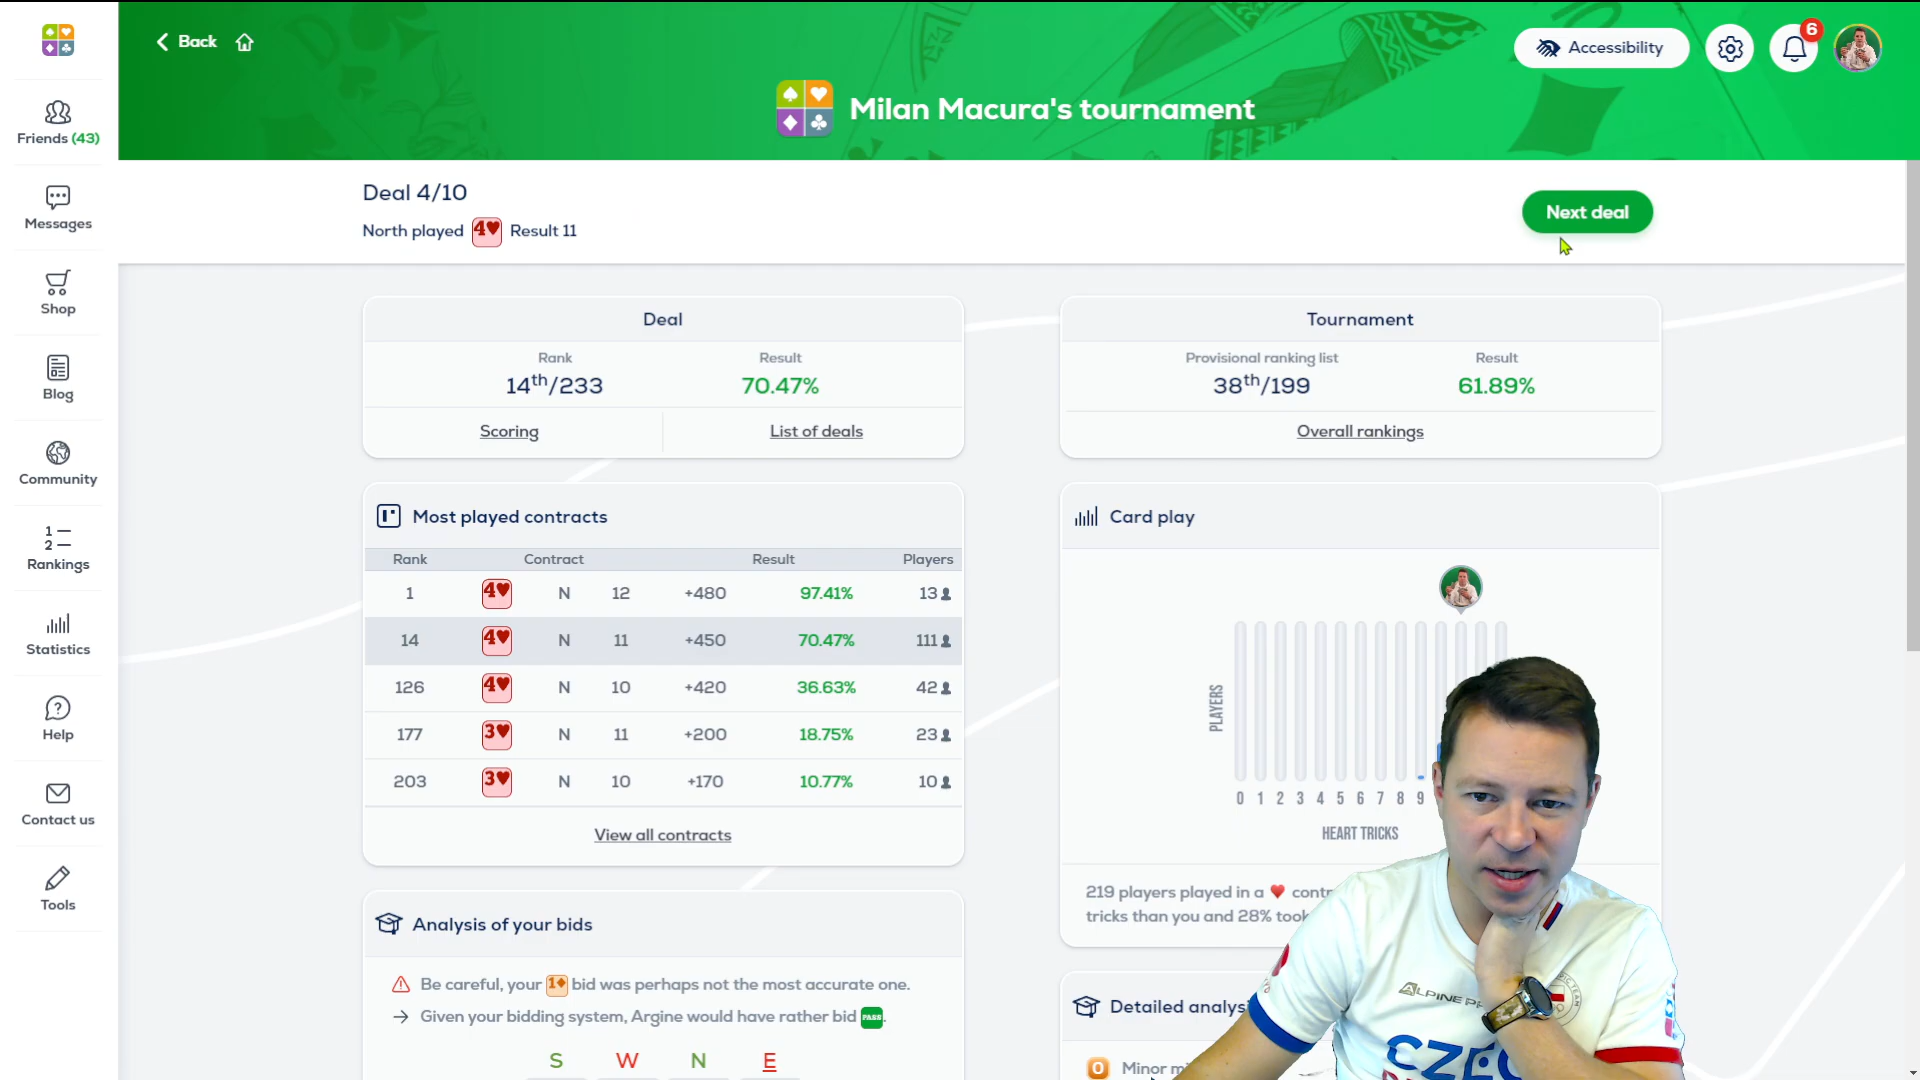 Back
Accessibility
6
Friends (43)
Messages
Shop
Blog
Community
1
2
Rankings
Statistics
Help
Contact us
Tools
Milan Macura's tournament
Deal 4/10
North played 4♥ Result 11
Next deal
Deal
Rank Result
14th/233 70.47%
Scoring List of deals
Tournament
Provisional ranking list Result
38th/199 61.89%
Overall rankings
Most played contracts
Rank Contract Result Players
1 4♥ N 12 +480 97.41% 13
14 4♥ N 11 +450 70.47% 111
126 4♥ N 10 +420 36.63% 42
177 3♥ N 11 +200 18.75% 23
203 3♥ N 10 +170 10.77% 10
View all contracts
Card play
PLAYERS
0 1 2 3 4 5 6 7 8 9
HEART TRICKS
219 players played in a ♥
tricks than you and 28% took
Analysis of your bids
Be careful, your 1♦ bid was perhaps not the most accurate one.
→ Given your bidding system, Argine would have rather bid PASS.
S W N E
Detailed
Minor
ALPINE
CZEC